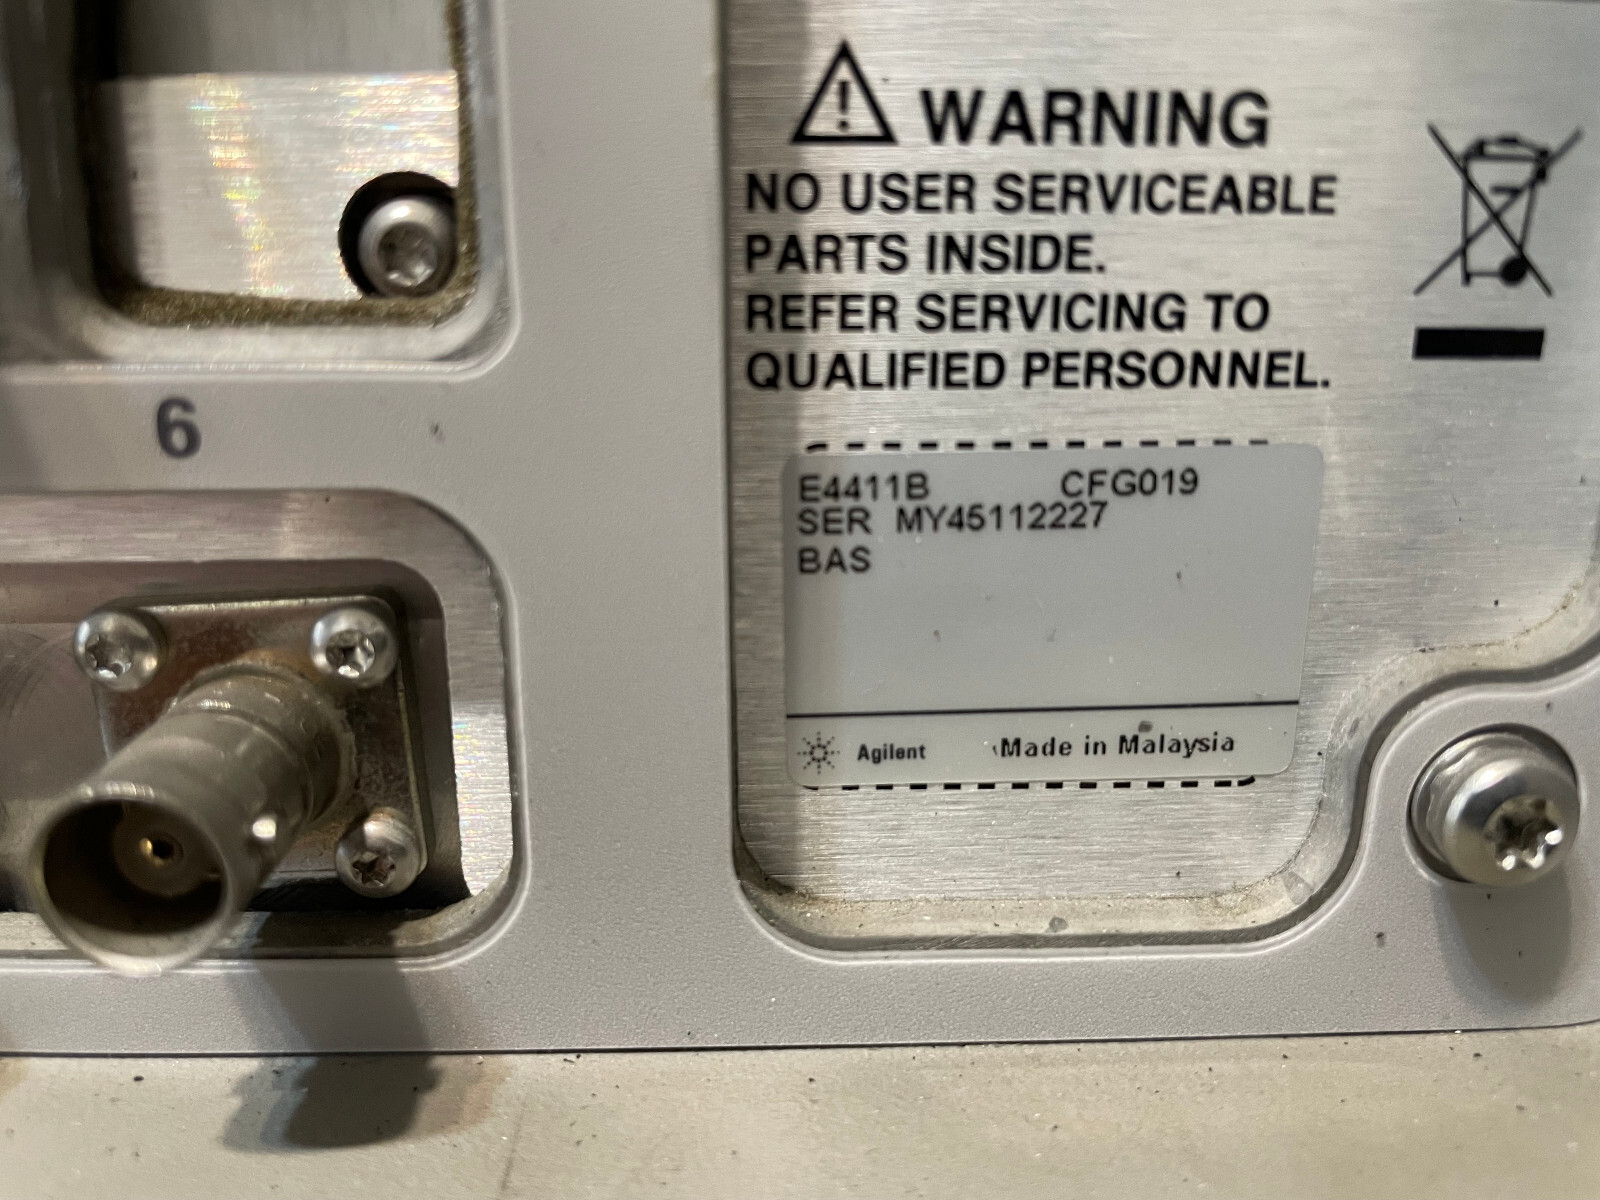 WARNING
NO USER SERVICEABLE
PARTS INSIDE.
REFER SERVICING TO
QUALIFIED PERSONNEL.
6
E4411B CFG019
SER MY45112227
BAS
Agilent Made in Malaysia